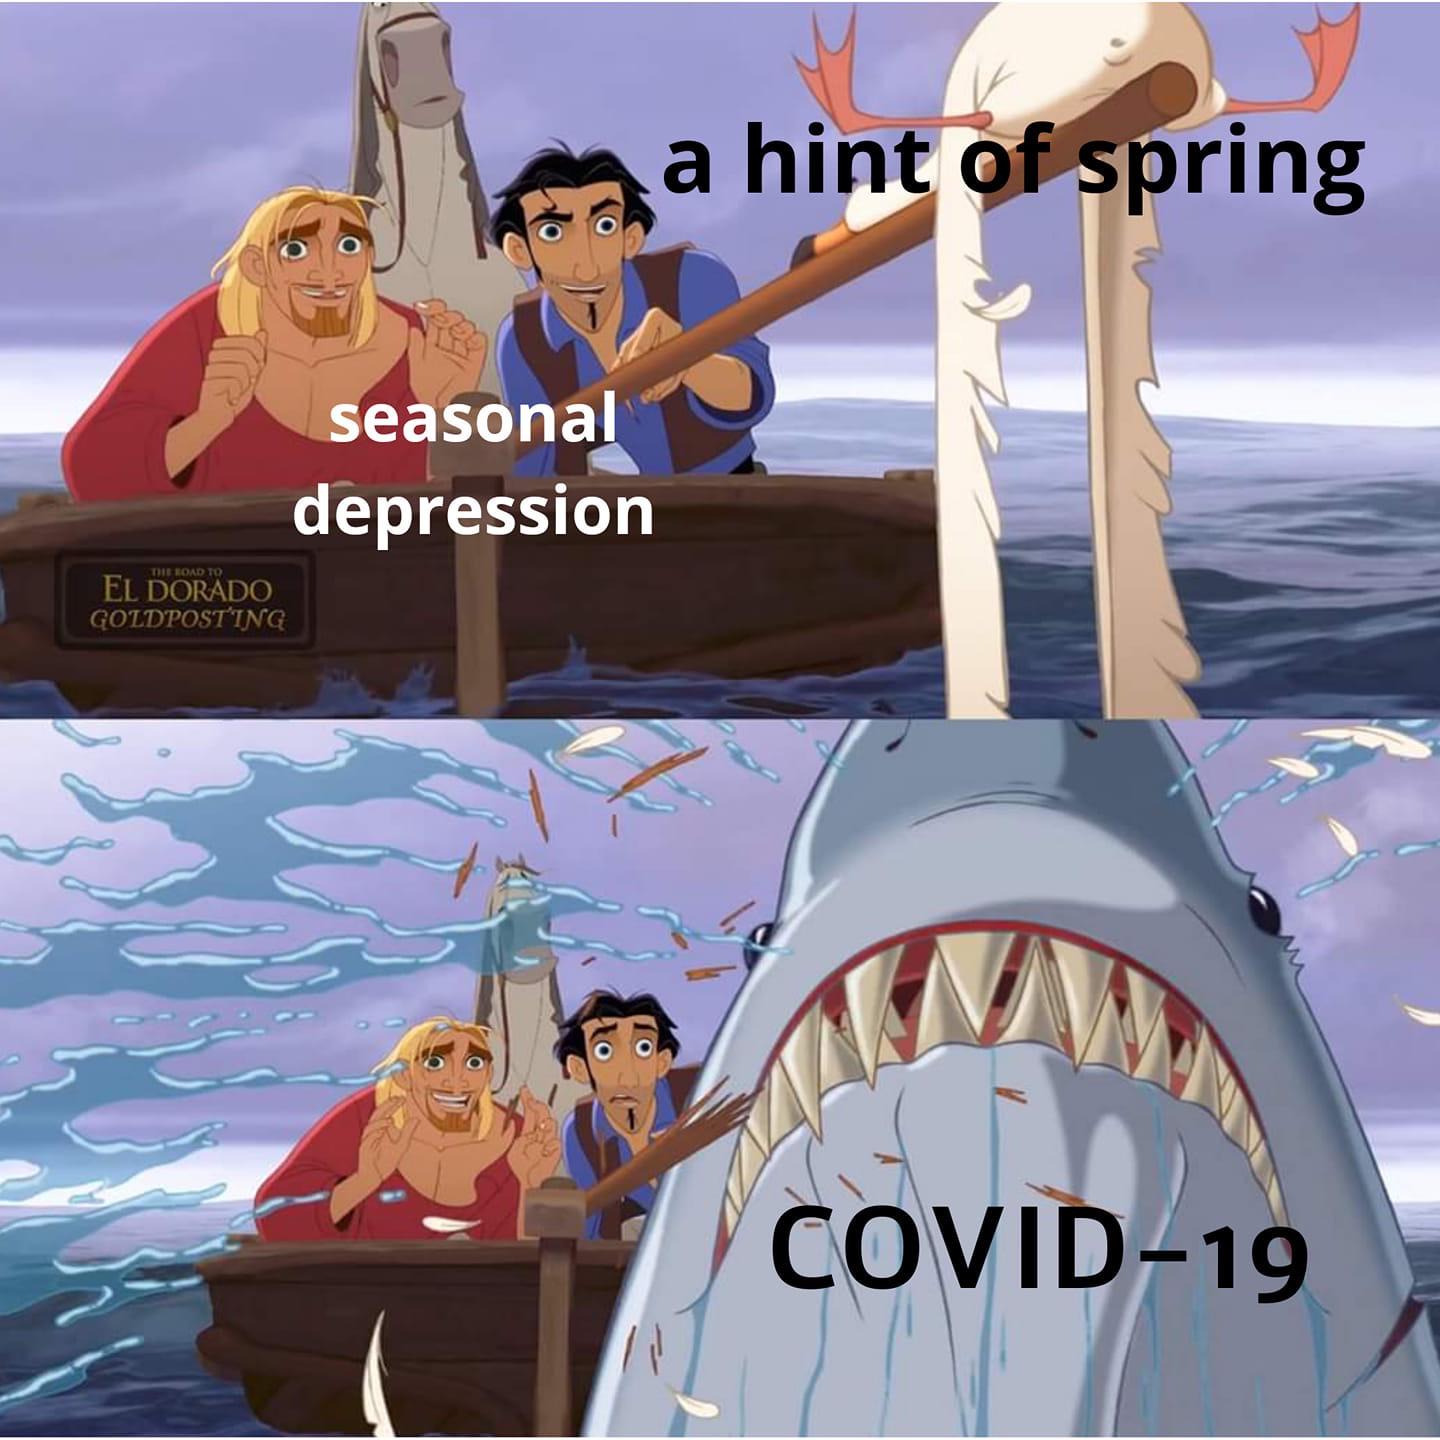 a hint of spring
seasonal
depression
THE ROAD TO
EL DORADO
GOLDPOSTING
COVID-19